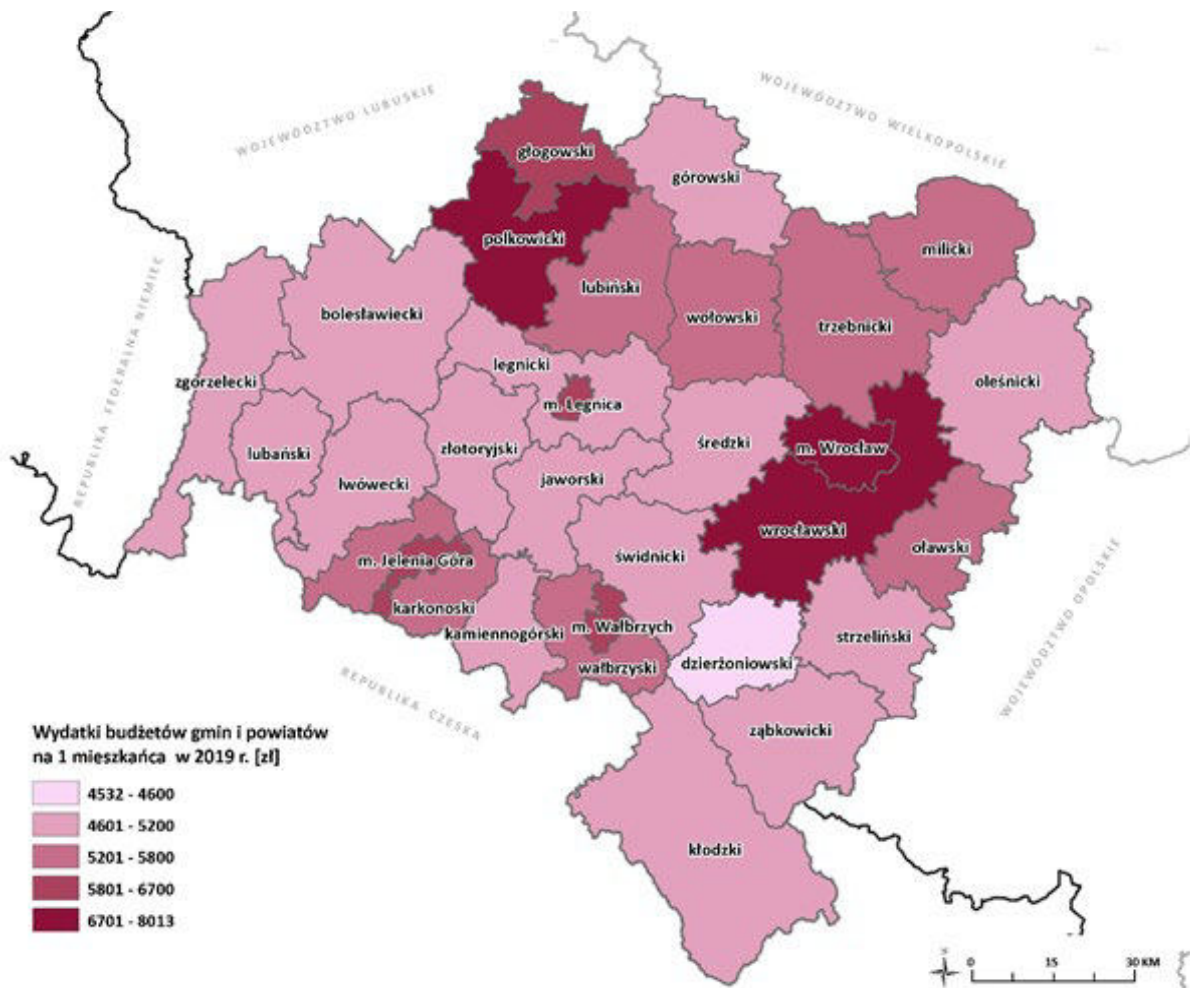 WOJEWÓDZTWO LUBUSKIE
WOJEWÓDZTWO WIELKOPOLSKIE
REPUBLIKA FEDERALNA NIEMIEC
głogowski
górowski
polkowicki
milicki
lubiński
wołowski
trzebnicki
bolesławiecki
legnicki
zgorzelecki
oleśnicki
m. Legnica
lubański
złotoryjski
średzki
m. Wrocław
lwówecki
jaworski
wrocławski
oławski
świdnicki
m. Jelenia Góra
karkonoski
kamiennogórski
m. Wałbrzych
wałbrzyski
dzierżoniowski
strzeliński
WOJEWÓDZTWO OPOLSKIE
REPUBLIKA CZESKA
ząbkowicki
kłodzki
Wydatki budżetów gmin i powiatów
na 1 mieszkańca w 2019 r. [zł]
4532 - 4600
4601 - 5200
5201 - 5800
5801 - 6700
6701 - 8013
0 15 30 KM